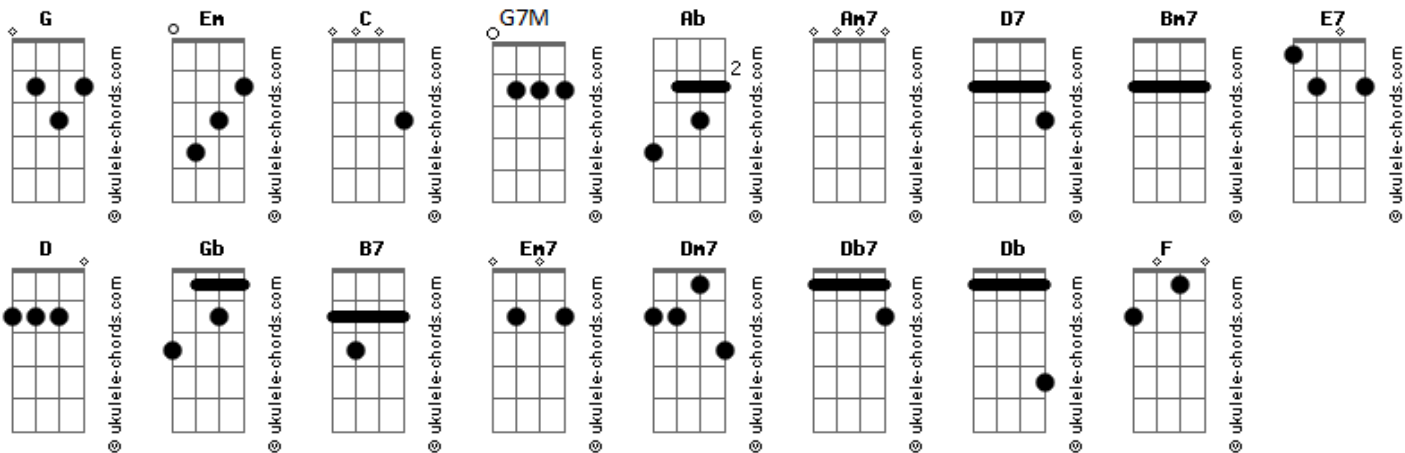 G Em C G7M Ab Am7 D7 Bm7 E7
2
© ukulele-chords.com © ukulele-chords.com © ukulele-chords.com © ukulele-chords.com © ukulele-chords.com © ukulele-chords.com © ukulele-chords.com © ukulele-chords.com © ukulele-chords.com
D Gb B7 Em7 Dm7 Db7 Db F
© ukulele-chords.com © ukulele-chords.com © ukulele-chords.com © ukulele-chords.com © ukulele-chords.com © ukulele-chords.com © ukulele-chords.com © ukulele-chords.com